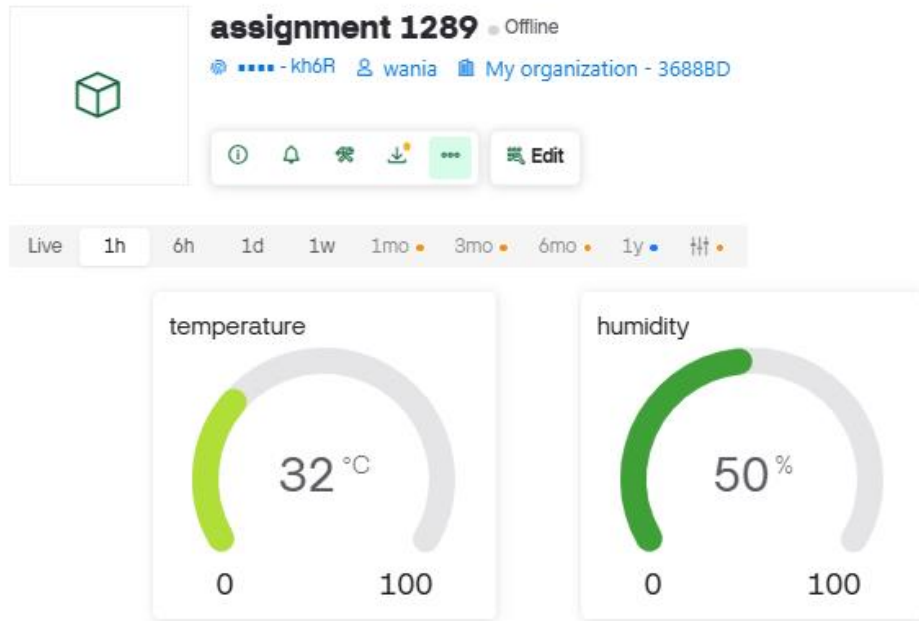 assignment 1289 Offline
▪▪▪▪ - kh6R wania My organization - 3688BD
Edit
Live 1h 6h 1d 1w 1mo 3mo 6mo 1y
temperature
32 °C
0 100
humidity
50 %
0 100